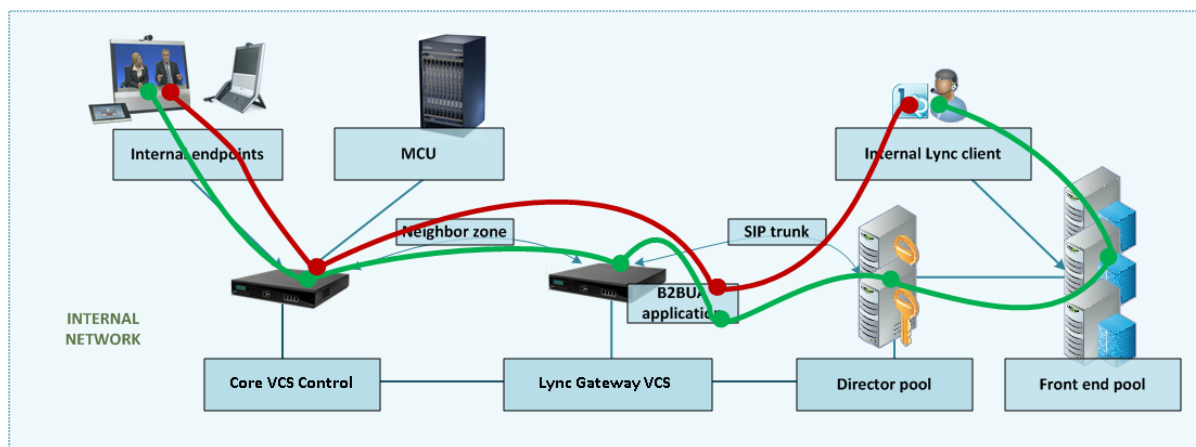 Internal endpoints
MCU
Internal Lync client
Neighbor zone
SIP trunk
B2BUA
application
INTERNAL
NETWORK
Core VCS Control
Lync Gateway VCS
Director pool
Front end pool